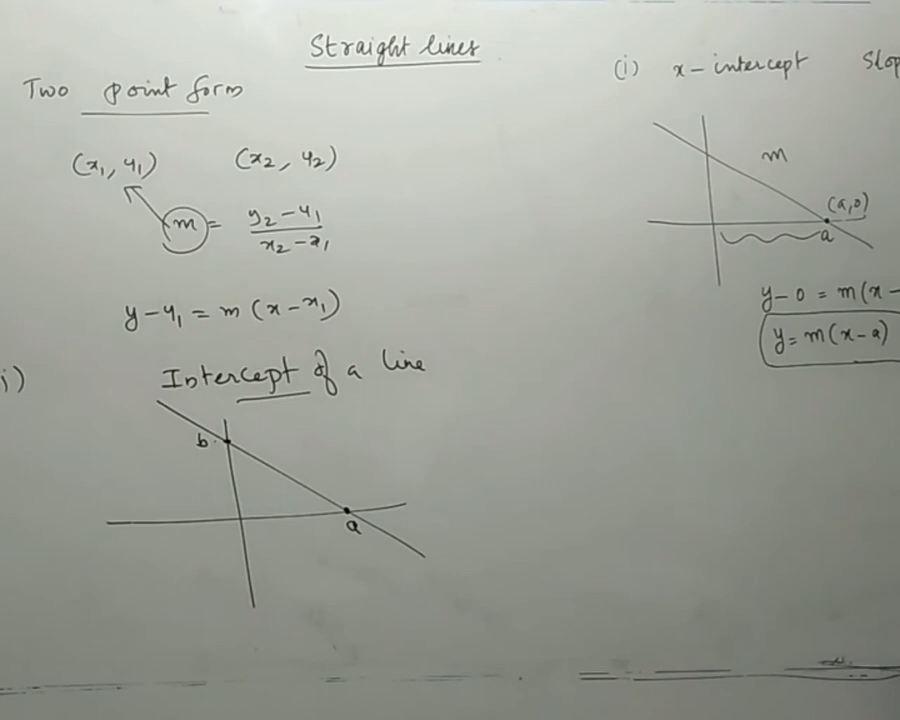 Straight lines
Two point form
(x₁, y₁) (x₂, y₂)
m = y₂ - y₁ / x₂ - x₁
y - y₁ = m (x - x₁)
i) Intercept of a line
b
a
(i) x - intercept Slop
m
(a, 0)
a
y - 0 = m (x -
y = m (x - a)